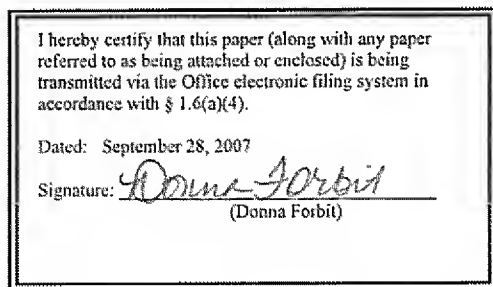 I hereby certify that this paper (along with any paper
referred to as being attached or enclosed) is being
transmitted via the Office electronic filing system in
accordance with § 1.6(a)(4).
Dated: September 28, 2007
Signature: Donna Forbit
(Donna Forbit)